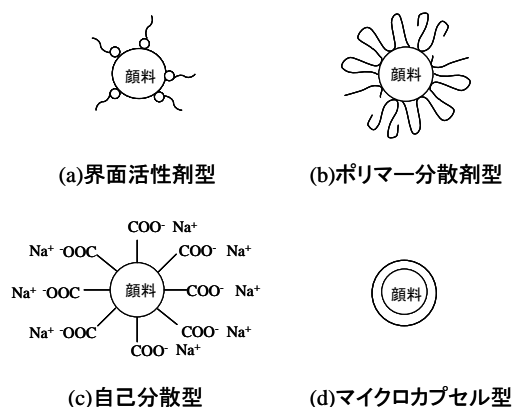 顔料
(a)界面活性剤型
顔料
(b)ポリマー分散剤型
COO⁻ Na⁺
Na⁺ ⁻OOC
COO⁻ Na⁺
Na⁺ ⁻OOC
顔料
COO⁻ Na⁺
Na⁺ ⁻OOC
COO⁻ Na⁺
COO⁻ Na⁺
(c)自己分散型
顔料
(d)マイクロカプセル型